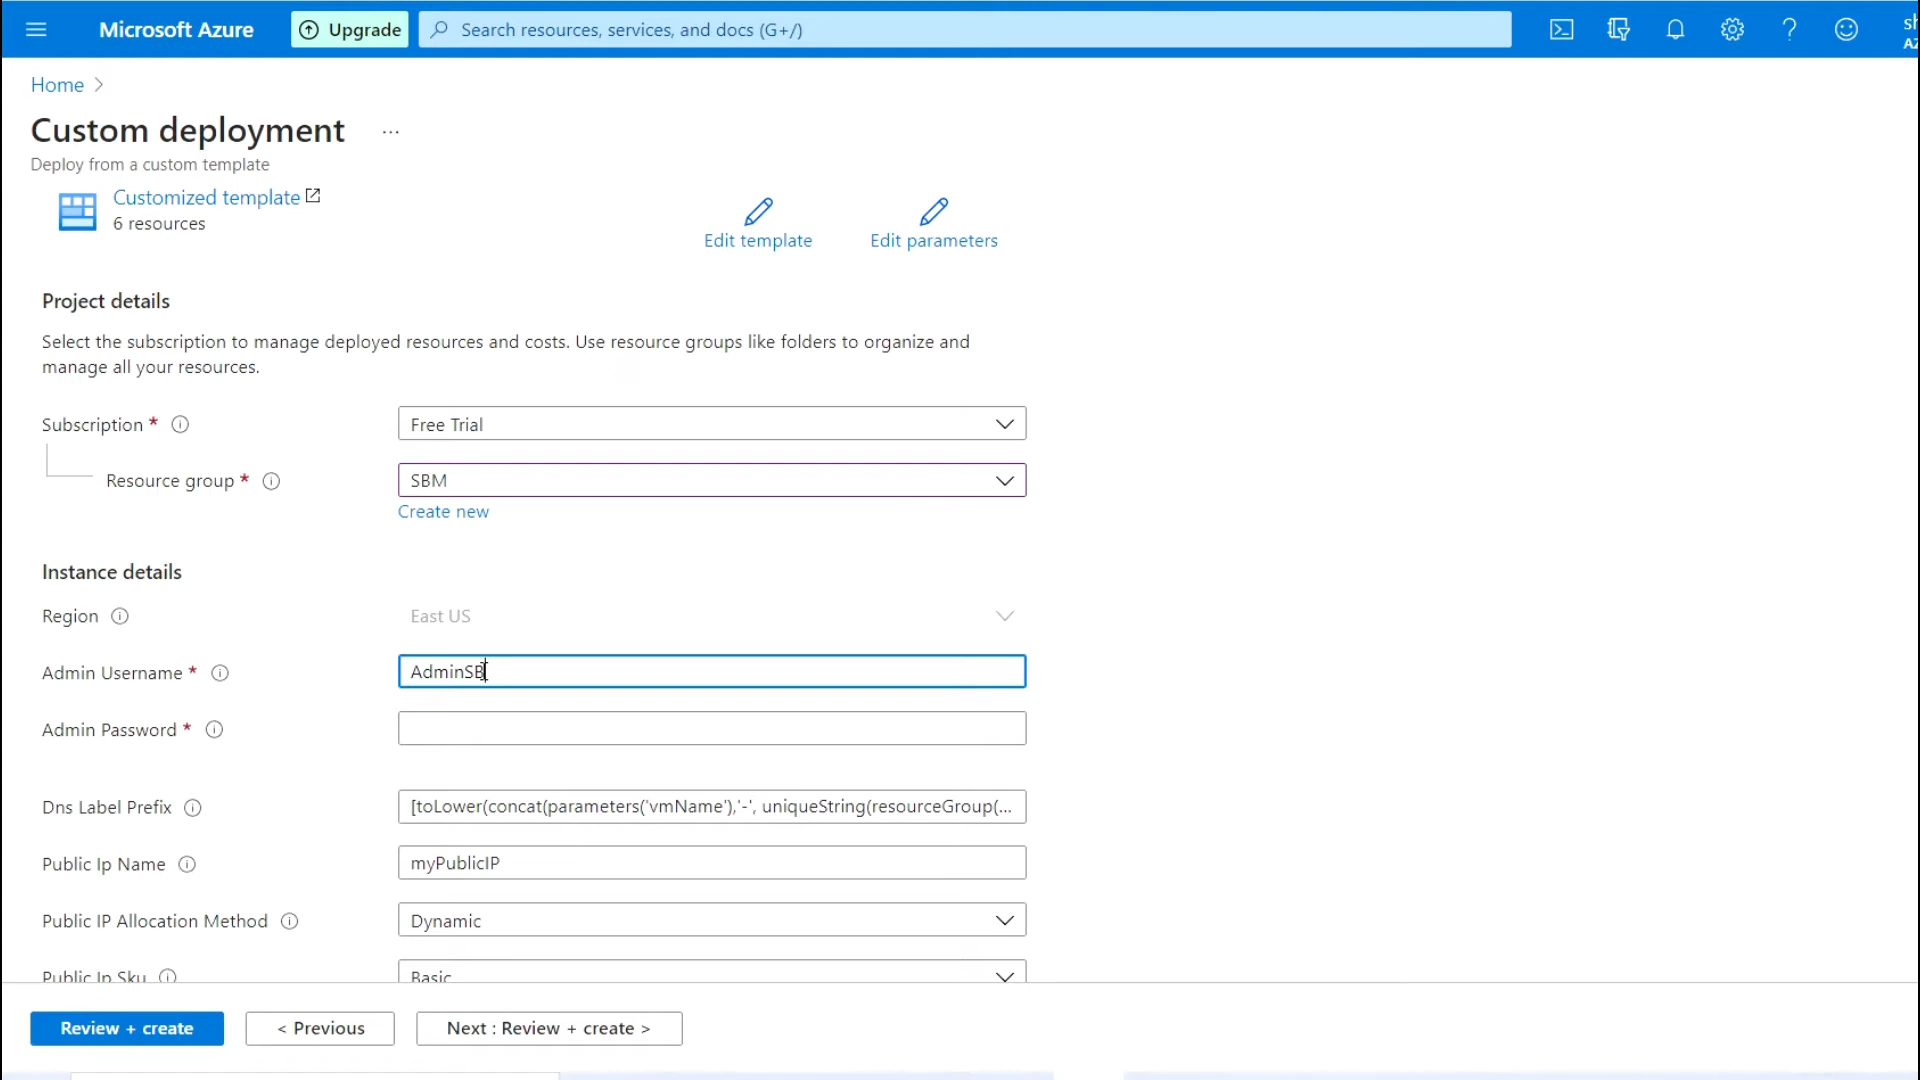 Microsoft Azure
Upgrade
Search resources, services, and docs (G+/)
Home >
Custom deployment ...
Deploy from a custom template
Customized template
6 resources
Edit template
Edit parameters
Project details
Select the subscription to manage deployed resources and costs. Use resource groups like folders to organize and
manage all your resources.
Subscription *
Free Trial
Resource group *
SBM
Create new
Instance details
Region
East US
Admin Username *
AdminSB
Admin Password *
Dns Label Prefix
[toLower(concat(parameters('vmName'),'-', uniqueString(resourceGroup(...
Public Ip Name
myPublicIP
Public IP Allocation Method
Dynamic
Public Ip Sku
Basic
Review + create
< Previous
Next : Review + create >